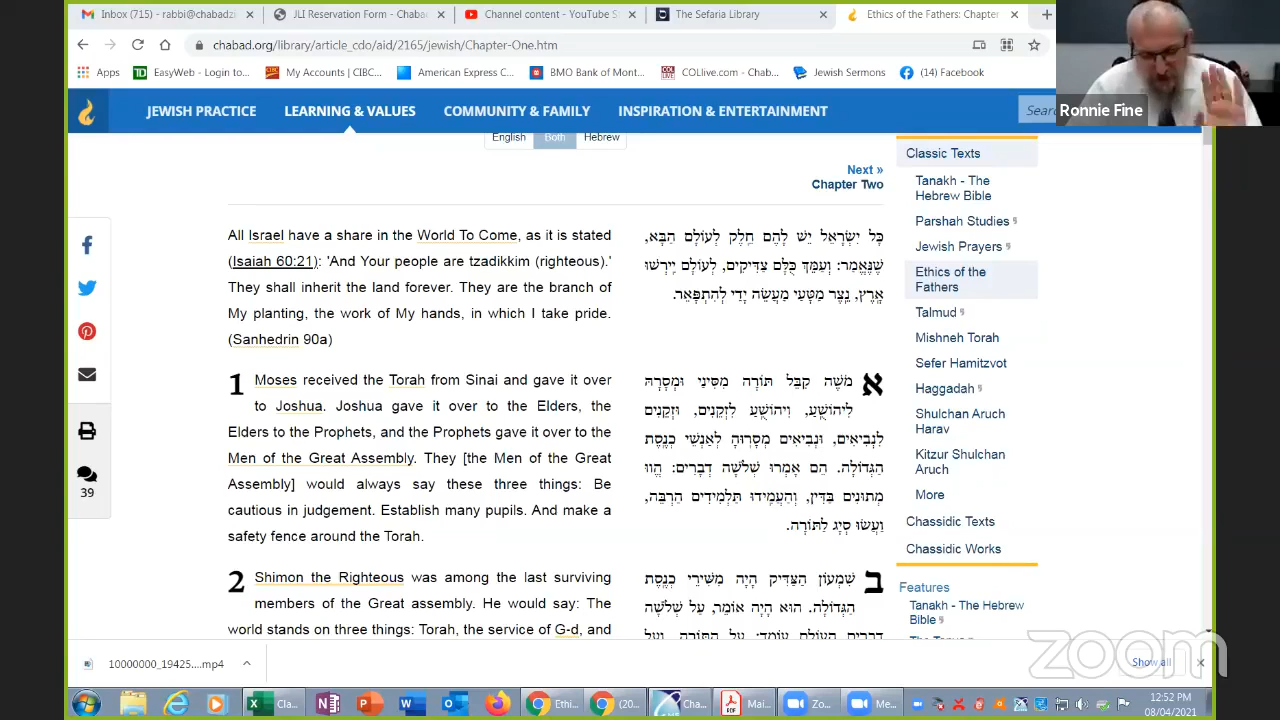 Inbox (715) - rabbi@chabadzi
JLI Reservation Form - Chaba
Channel content - YouTube S
The Sefaria Library
Ethics of the Fathers: Chapter
chabad.org/library/article_cdo/aid/2165/jewish/Chapter-One.htm
Apps
EasyWeb - Login to...
My Accounts | CIBC...
American Express C...
BMO Bank of Mont...
COLlive.com - Chab...
Jewish Sermons
(14) Facebook
Ronnie Fine
JEWISH PRACTICE
LEARNING & VALUES
COMMUNITY & FAMILY
INSPIRATION & ENTERTAINMENT
Sear
English
Both
Hebrew
Next »
Chapter Two
All Israel have a share in the World To Come, as it is stated
(Isaiah 60:21): 'And Your people are tzadikkim (righteous).'
They shall inherit the land forever. They are the branch of
My planting, the work of My hands, in which I take pride.
(Sanhedrin 90a)
כָּל יִשְׂרָאֵל יֵשׁ לָהֶם חֵלֶק לָעוֹלָם הַבָּא,
שֶׁנֶּאֱמַר: וְעַמֵּךְ כֻּלָּם צַדִּיקִים, לְעוֹלָם יִירְשׁוּ
אָרֶץ, נֵצֶר מַטָּעַי מַעֲשֵׂה יָדַי לְהִתְפָּאֵר.
1 Moses received the Torah from Sinai and gave it over
to Joshua. Joshua gave it over to the Elders, the
Elders to the Prophets, and the Prophets gave it over to the
Men of the Great Assembly. They [the Men of the Great
Assembly] would always say these three things: Be
cautious in judgement. Establish many pupils. And make a
safety fence around the Torah.
א מֹשֶׁה קִבֵּל תּוֹרָה מִסִּינַי וּמְסָרָהּ
לִיהוֹשֻׁעַ, וִיהוֹשֻׁעַ לִזְקֵנִים, וּזְקֵנִים
לִנְבִיאִים, וּנְבִיאִים מְסָרוּהָ לְאַנְשֵׁי כְנֶסֶת
הַגְּדוֹלָה. הֵם אָמְרוּ שְׁלֹשָׁה דְבָרִים: הֱווּ
מְתוּנִים בַּדִּין, וְהַעֲמִידוּ תַּלְמִידִים הַרְבֵּה,
וַעֲשׂוּ סְיָג לַתּוֹרָה.
2 Shimon the Righteous was among the last surviving
members of the Great assembly. He would say: The
world stands on three things: Torah, the service of G-d, and
ב שִׁמְעוֹן הַצַּדִּיק הָיָה מִשְּׁיָרֵי כְנֶסֶת
הַגְּדוֹלָה. הוּא הָיָה אוֹמֵר, עַל שְׁלֹשָׁה
דְבָרִים הָעוֹלָם עוֹמֵד: עַל הַתּוֹרָה, וְעַל
39
Classic Texts
Tanakh - The
Hebrew Bible
Parshah Studies
Jewish Prayers
Ethics of the
Fathers
Talmud
Mishneh Torah
Sefer Hamitzvot
Haggadah
Shulchan Aruch
Harav
Kitzur Shulchan
Aruch
More
Chassidic Texts
Chassidic Works
Features
Tanakh - The Hebrew
Bible
zoom
10000000_19425....mp4
Show all
Cla...
Ethi...
(20...
Cha...
Mai...
Zo...
Me...
12:52 PM
08/04/2021